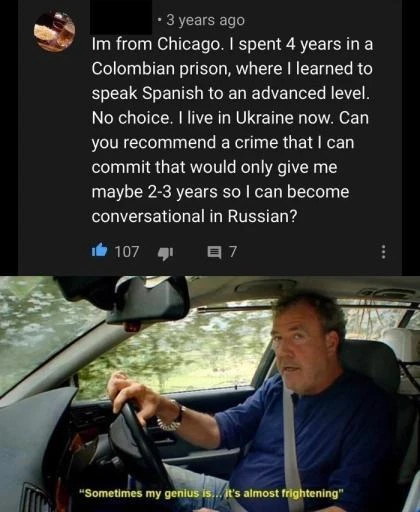 • 3 years ago
Im from Chicago. I spent 4 years in a
Colombian prison, where I learned to
speak Spanish to an advanced level.
No choice. I live in Ukraine now. Can
you recommend a crime that I can
commit that would only give me
maybe 2-3 years so I can become
conversational in Russian?
107 7
"Sometimes my genius is... it's almost frightening"